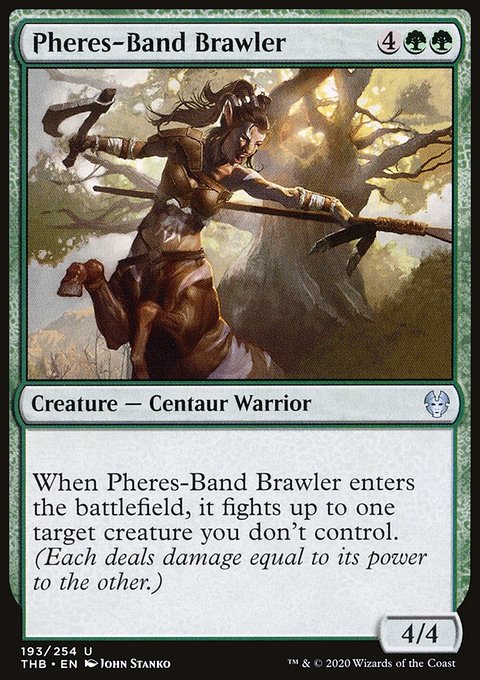 Pheres-Band Brawler 4
Creature — Centaur Warrior
When Pheres-Band Brawler enters
the battlefield, it fights up to one
target creature you don't control.
(Each deals damage equal to its power
to the other.)
4/4
193/254 U
THB • EN John Stanko
™ & © 2020 Wizards of the Coast